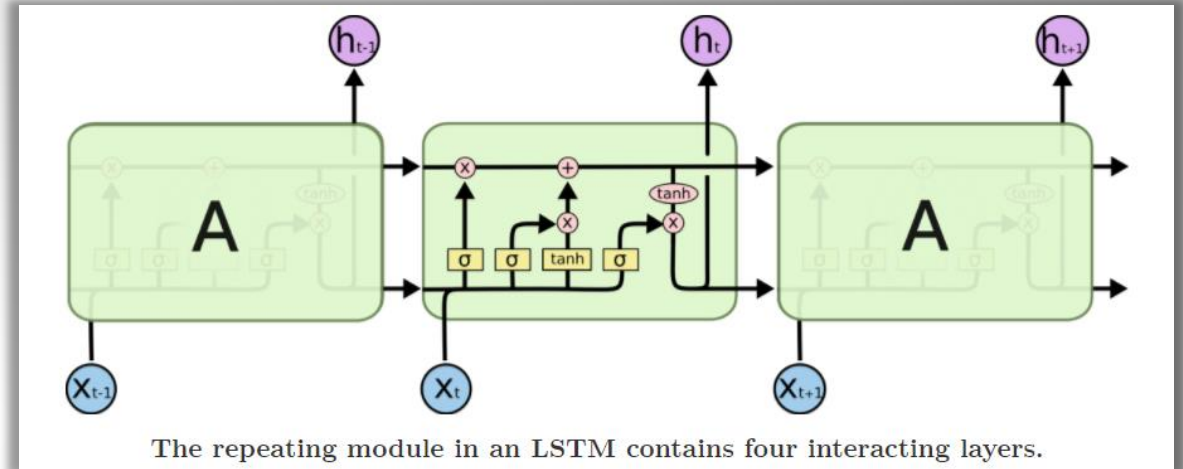 ht-1 ht ht+1
A x + tanh x σ σ tanh σ A
Xt-1 Xt Xt+1
The repeating module in an LSTM contains four interacting layers.